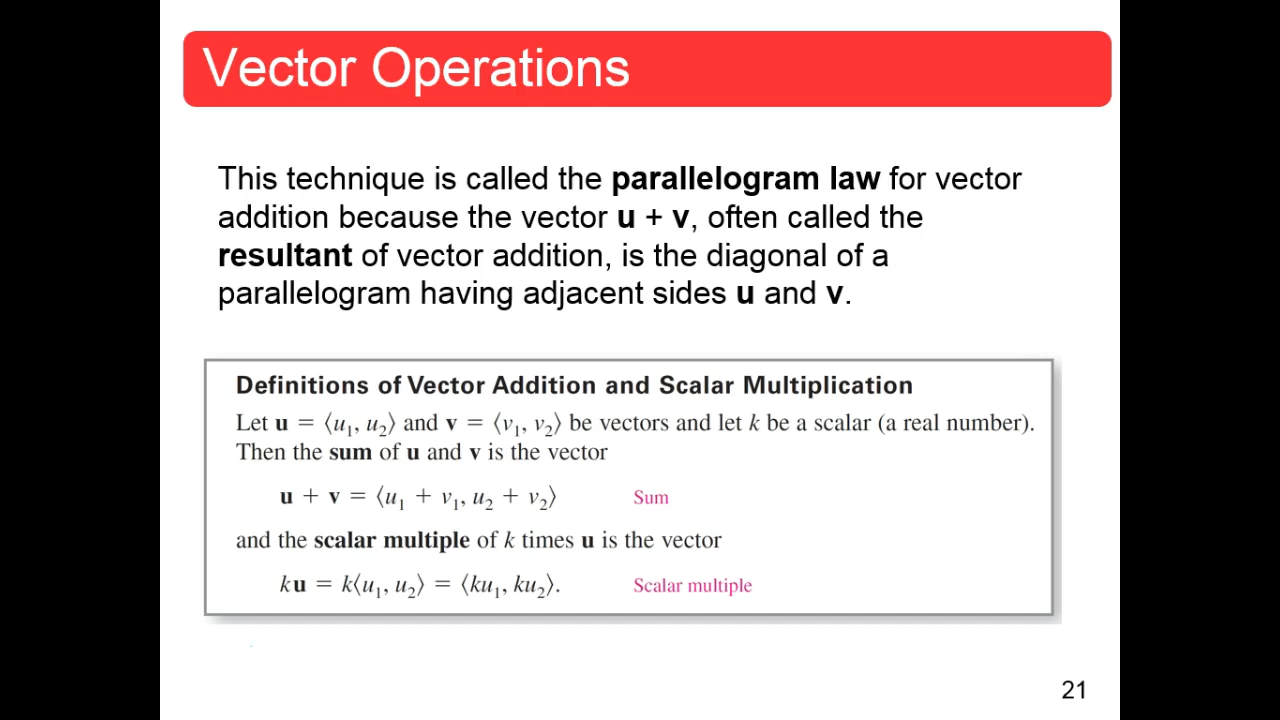 Vector Operations
This technique is called the parallelogram law for vector
addition because the vector u + v, often called the
resultant of vector addition, is the diagonal of a
parallelogram having adjacent sides u and v.
Definitions of Vector Addition and Scalar Multiplication
Let u = ⟨u₁, u₂⟩ and v = ⟨v₁, v₂⟩ be vectors and let k be a scalar (a real number).
Then the sum of u and v is the vector
u + v = ⟨u₁ + v₁, u₂ + v₂⟩ Sum
and the scalar multiple of k times u is the vector
ku = k⟨u₁, u₂⟩ = ⟨ku₁, ku₂⟩. Scalar multiple
21